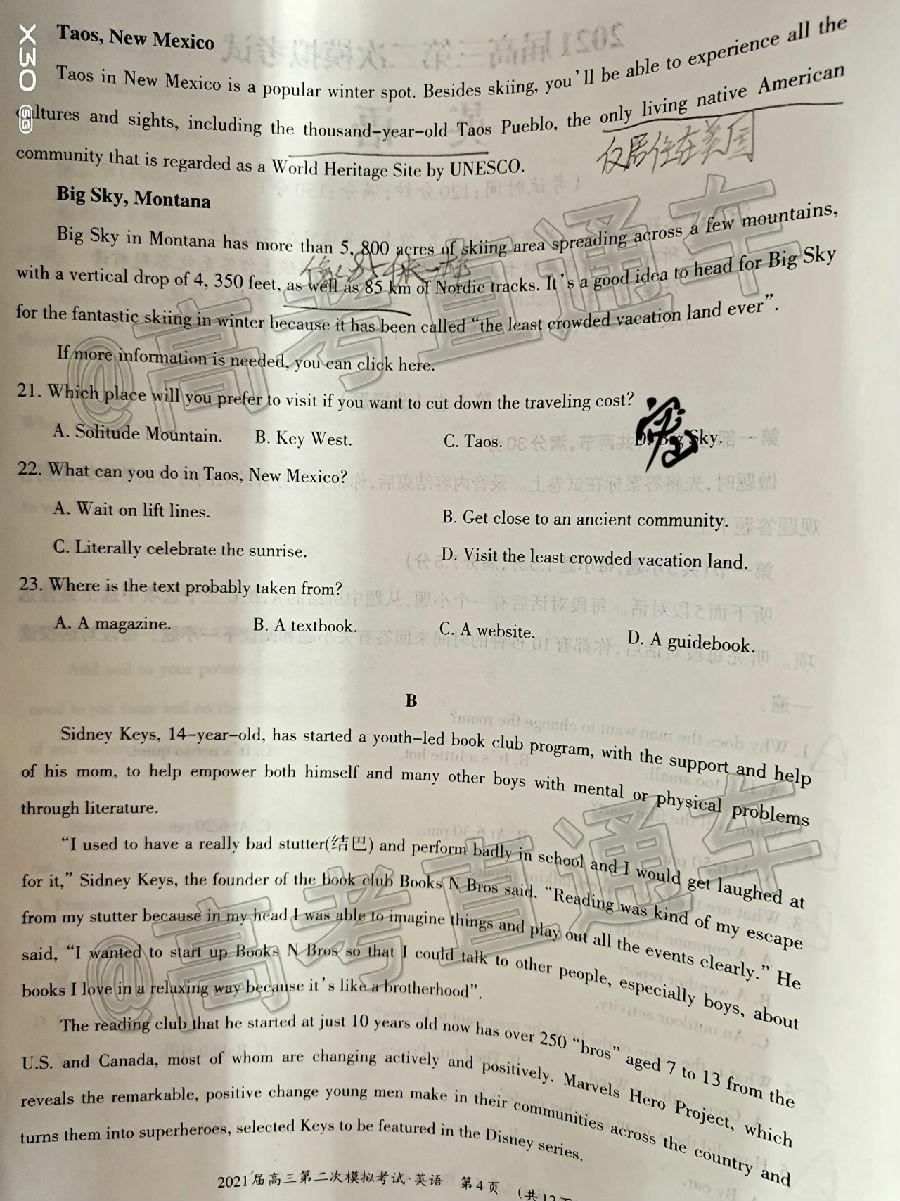 Taos, New Mexico
Taos in New Mexico is a popular winter spot. Besides skiing, you'll be able to experience all the
cultures and sights, including the thousand-year-old Taos Pueblo, the only living native American
仅居住在美国
community that is regarded as a World Heritage Site by UNESCO.
Big Sky, Montana
Big Sky in Montana has more than 5, 800 acres of skiing area spreading across a few mountains,
with a vertical drop of 4, 350 feet, as well as 85 km of Nordic tracks. It's a good idea to head for Big Sky
for the fantastic skiing in winter because it has been called "the least crowded vacation land ever".
If more information is needed, you can click here.
21. Which place will you prefer to visit if you want to cut down the traveling cost?
A. Solitude Mountain. B. Key West. C. Taos. D. Big Sky.
22. What can you do in Taos, New Mexico?
A. Wait on lift lines. B. Get close to an ancient community.
C. Literally celebrate the sunrise. D. Visit the least crowded vacation land.
23. Where is the text probably taken from?
A. A magazine. B. A textbook. C. A website. D. A guidebook.
B
Sidney Keys, 14-year-old, has started a youth-led book club program, with the support and help
of his mom, to help empower both himself and many other boys with mental or physical problems
through literature.
"I used to have a really bad stutter(结巴) and perform badly in school and I would get laughed at
for it," Sidney Keys, the founder of the book club Books N Bros said. "Reading was kind of my escape
from my stutter because in my head I was able to imagine things and play out all the events clearly." He
said, "I wanted to start up Books N Bros so that I could talk to other people, especially boys, about
books I love in a relaxing way because it's like a brotherhood".
The reading club that he started at just 10 years old now has over 250 "bros" aged 7 to 13 from the
U.S. and Canada, most of whom are changing actively and positively. Marvels Hero Project, which
reveals the remarkable, positive change young men make in their communities across the country and
turns them into superheroes, selected Keys to be featured in the Disney series.
2021届高三第二次模拟考试·英语 第4页 (共12页
@高考直通车
@高考直通车
X30